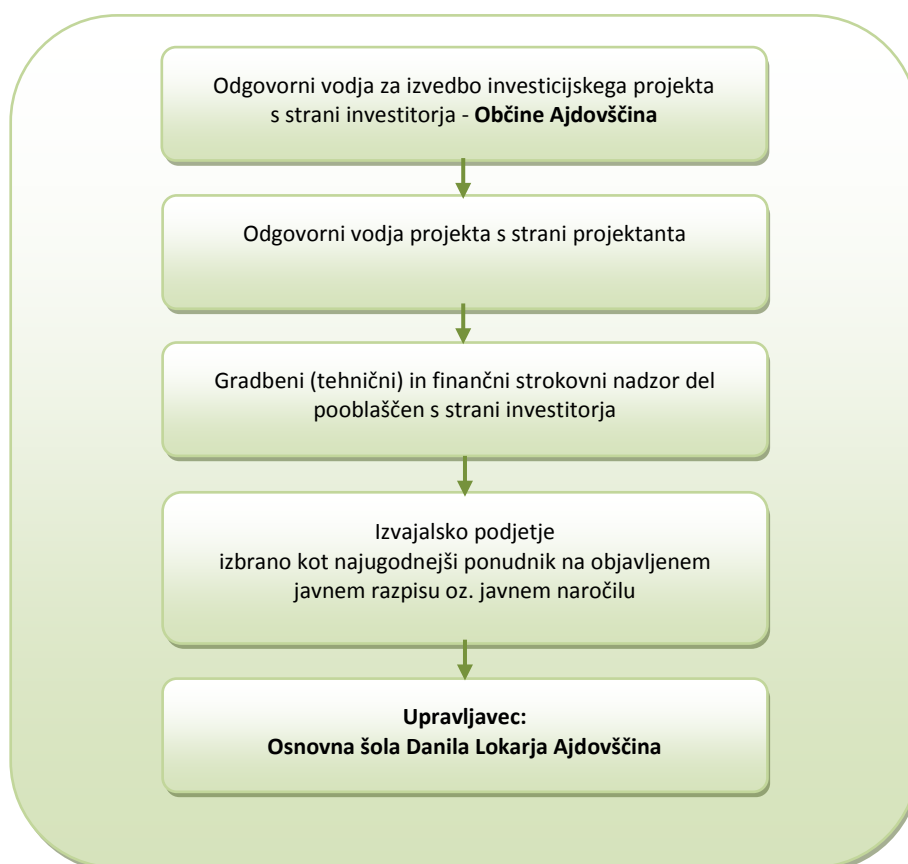 Odgovorni vodja za izvedbo investicijskega projekta
s strani investitorja - Občine Ajdovščina
Odgovorni vodja projekta s strani projektanta
Gradbeni (tehnični) in finančni strokovni nadzor del
pooblaščen s strani investitorja
Izvajalsko podjetje
izbrano kot najugodnejši ponudnik na objavljenem
javnem razpisu oz. javnem naročilu
Upravljavec:
Osnovna šola Danila Lokarja Ajdovščina